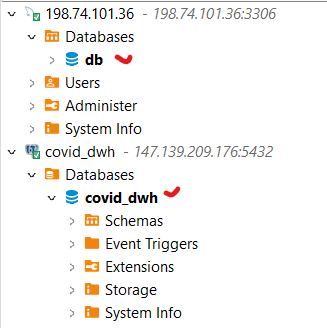 198.74.101.36 - 198.74.101.36:3306
Databases
db
Users
Administer
System Info
covid_dwh - 147.139.209.176:5432
Databases
covid_dwh
Schemas
Event Triggers
Extensions
Storage
System Info